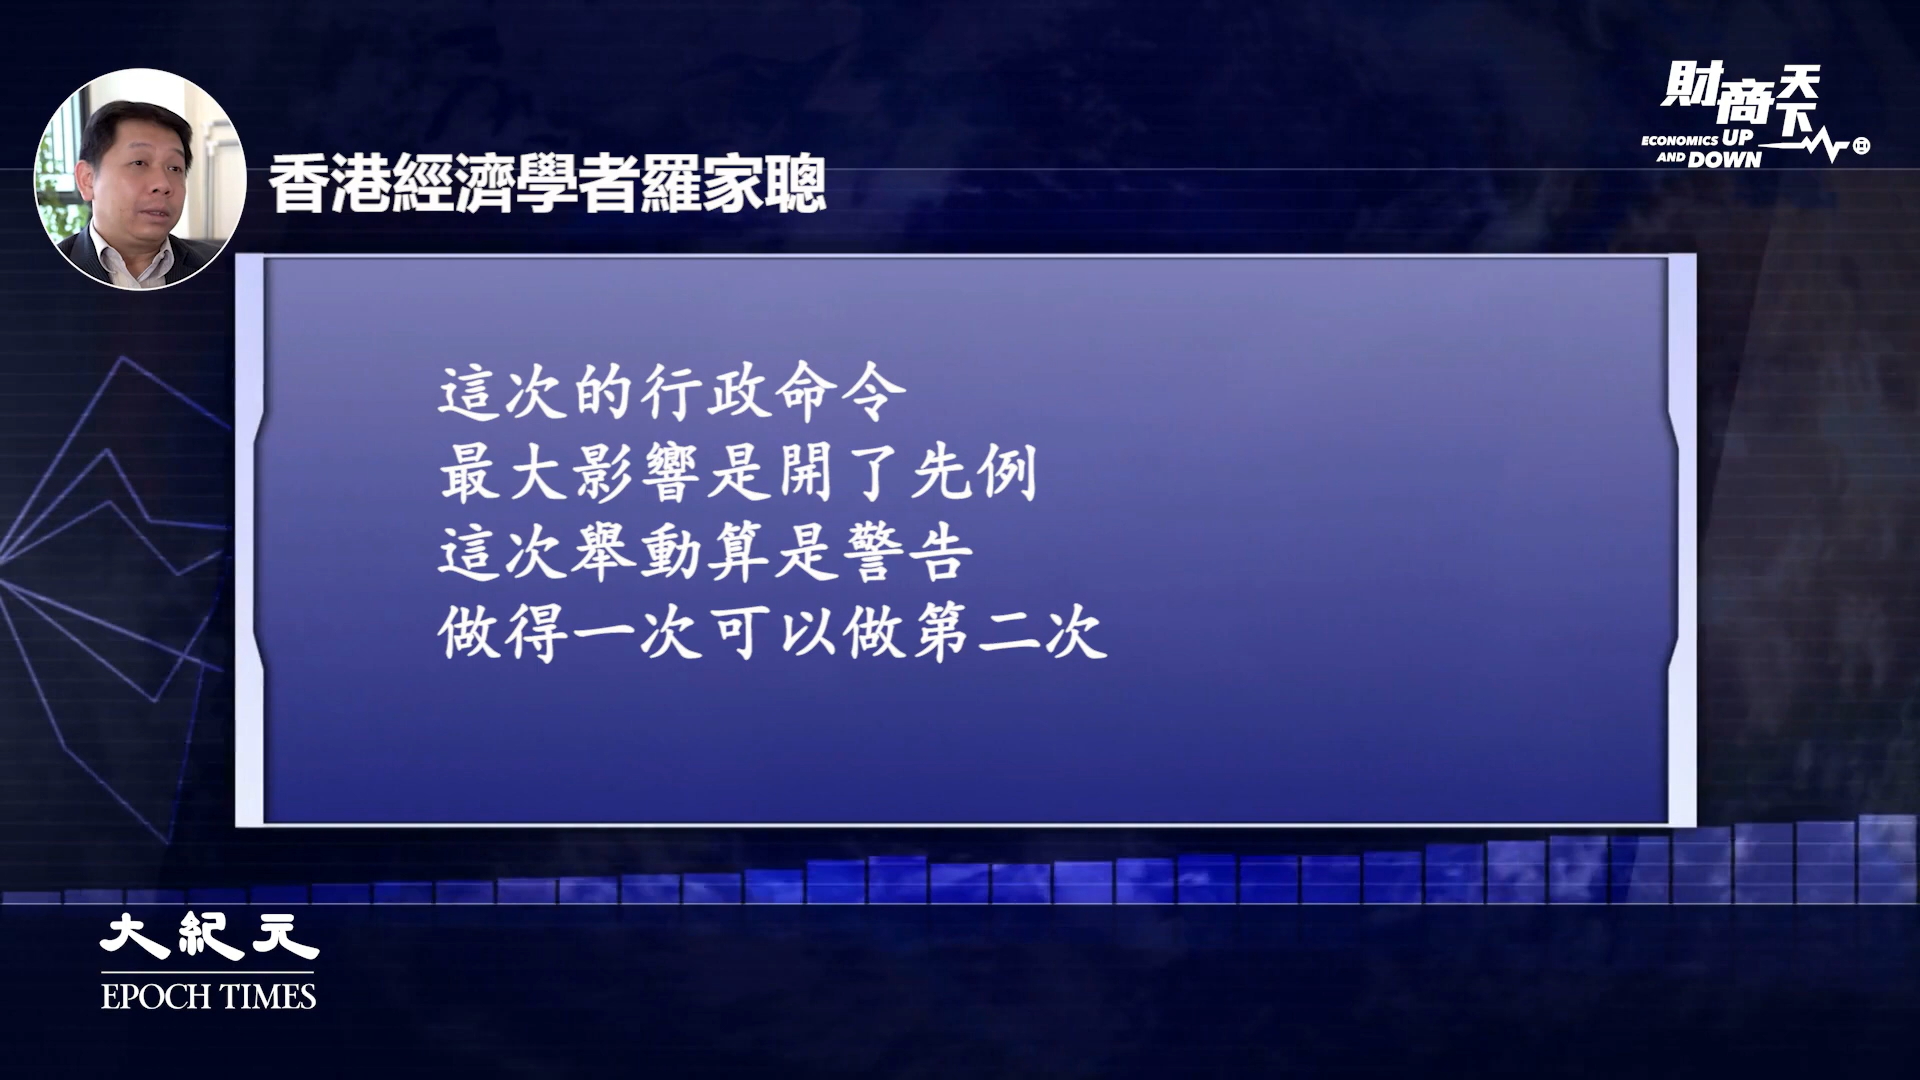 財商天下
ECONOMICS UP
AND DOWN
香港經濟學者羅家聰
這次的行政命令
最大影響是開了先例
這次舉動算是警告
做得一次可以做第二次
大紀元
EPOCH TIMES